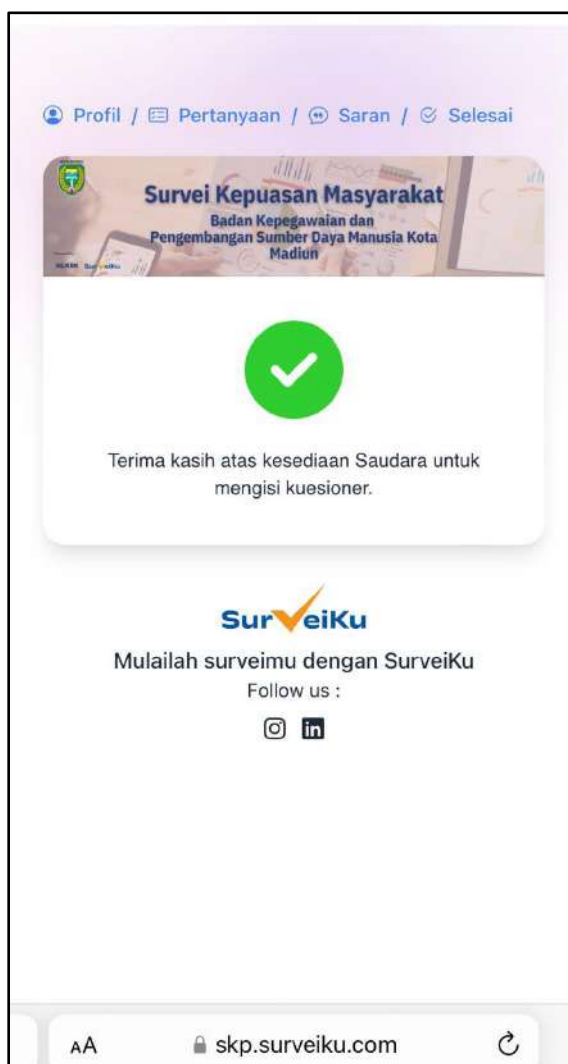 Profil / Pertanyaan / Saran / Selesai
Survei Kepuasan Masyarakat
Badan Kepegawaian dan
Pengembangan Sumber Daya Manusia Kota
Madiun
Terima kasih atas kesediaan Saudara untuk
mengisi kuesioner.
SurVeiKu
Mulailah surveimu dengan SurveiKu
Follow us :
in
AA skp.surveiku.com